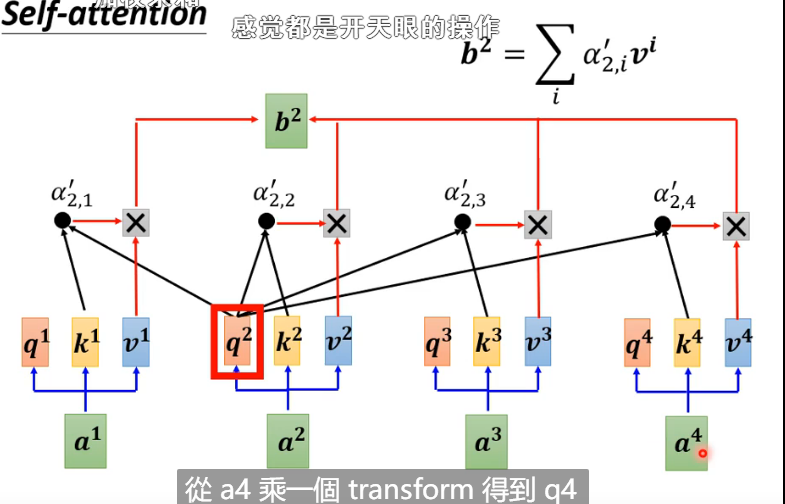 Self-attention
感觉都是开天眼的操作
b² = ∑ α′₂,ᵢvⁱ
i
b²
α′₂,₁ α′₂,₂ α′₂,₃ α′₂,₄
q¹ k¹ v¹ q² k² v² q³ k³ v³ q⁴ k⁴ v⁴
a¹ a² a³ a⁴
從 a4 乘一個 transform 得到 q4